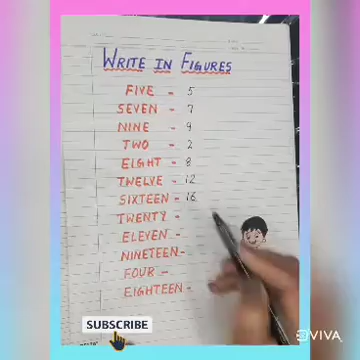 WRITE IN FIGURES
FIVE - 5
SEVEN - 7
NINE - 9
TWO - 2
EIGHT - 8
TWELVE - 12
SIXTEEN - 16
TWENTY -
ELEVEN -
NINETEEN -
FOUR -
EIGHTEEN -
SUBSCRIBE
VIVA